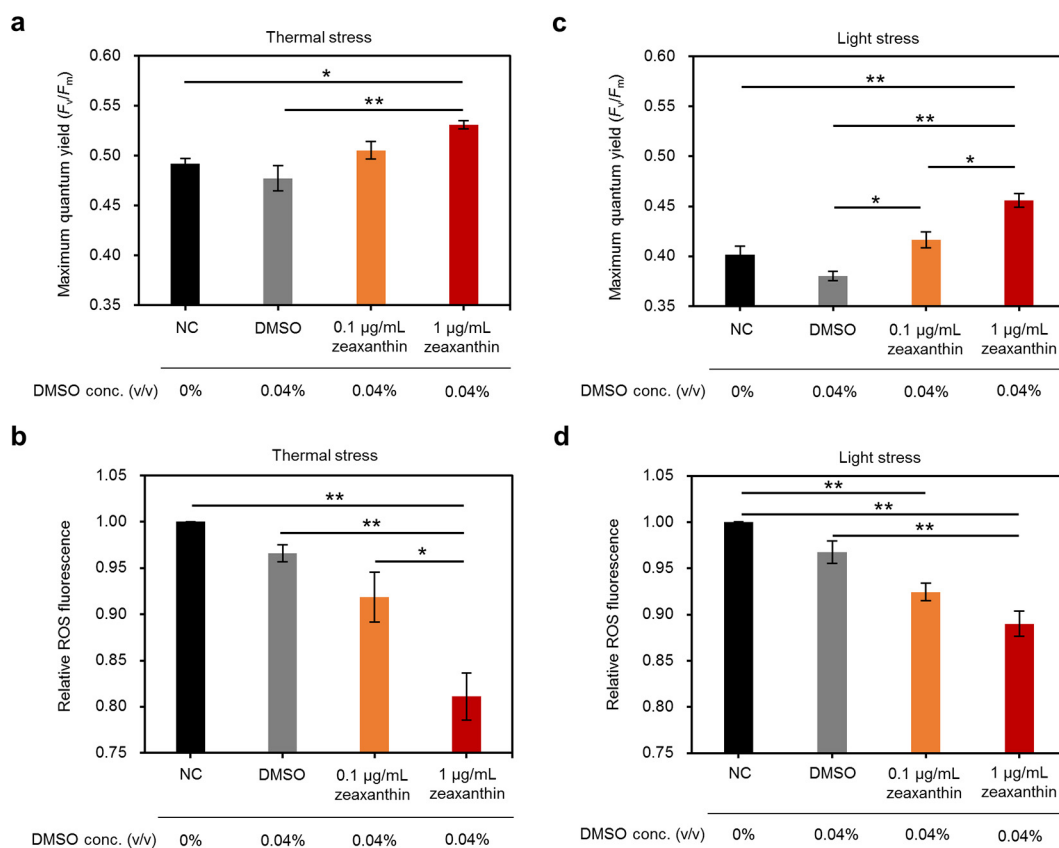 a
Thermal stress
Maximum quantum yield (Fv/Fm)
0.60
0.55
0.50
0.45
0.40
0.35
*
**
NC
DMSO
0.1 µg/mL
zeaxanthin
1 µg/mL
zeaxanthin
DMSO conc. (v/v) 0% 0.04% 0.04% 0.04%
c
Light stress
Maximum quantum yield (Fv/Fm)
0.60
0.55
0.50
0.45
0.40
0.35
**
**
*
*
NC
DMSO
0.1 µg/mL
zeaxanthin
1 µg/mL
zeaxanthin
DMSO conc. (v/v) 0% 0.04% 0.04% 0.04%
b
Thermal stress
Relative ROS fluorescence
1.05
1.00
0.95
0.90
0.85
0.80
0.75
**
**
*
NC
DMSO
0.1 µg/mL
zeaxanthin
1 µg/mL
zeaxanthin
DMSO conc. (v/v) 0% 0.04% 0.04% 0.04%
d
Light stress
Relative ROS fluorescence
1.05
1.00
0.95
0.90
0.85
0.80
0.75
**
**
**
NC
DMSO
0.1 µg/mL
zeaxanthin
1 µg/mL
zeaxanthin
DMSO conc. (v/v) 0% 0.04% 0.04% 0.04%